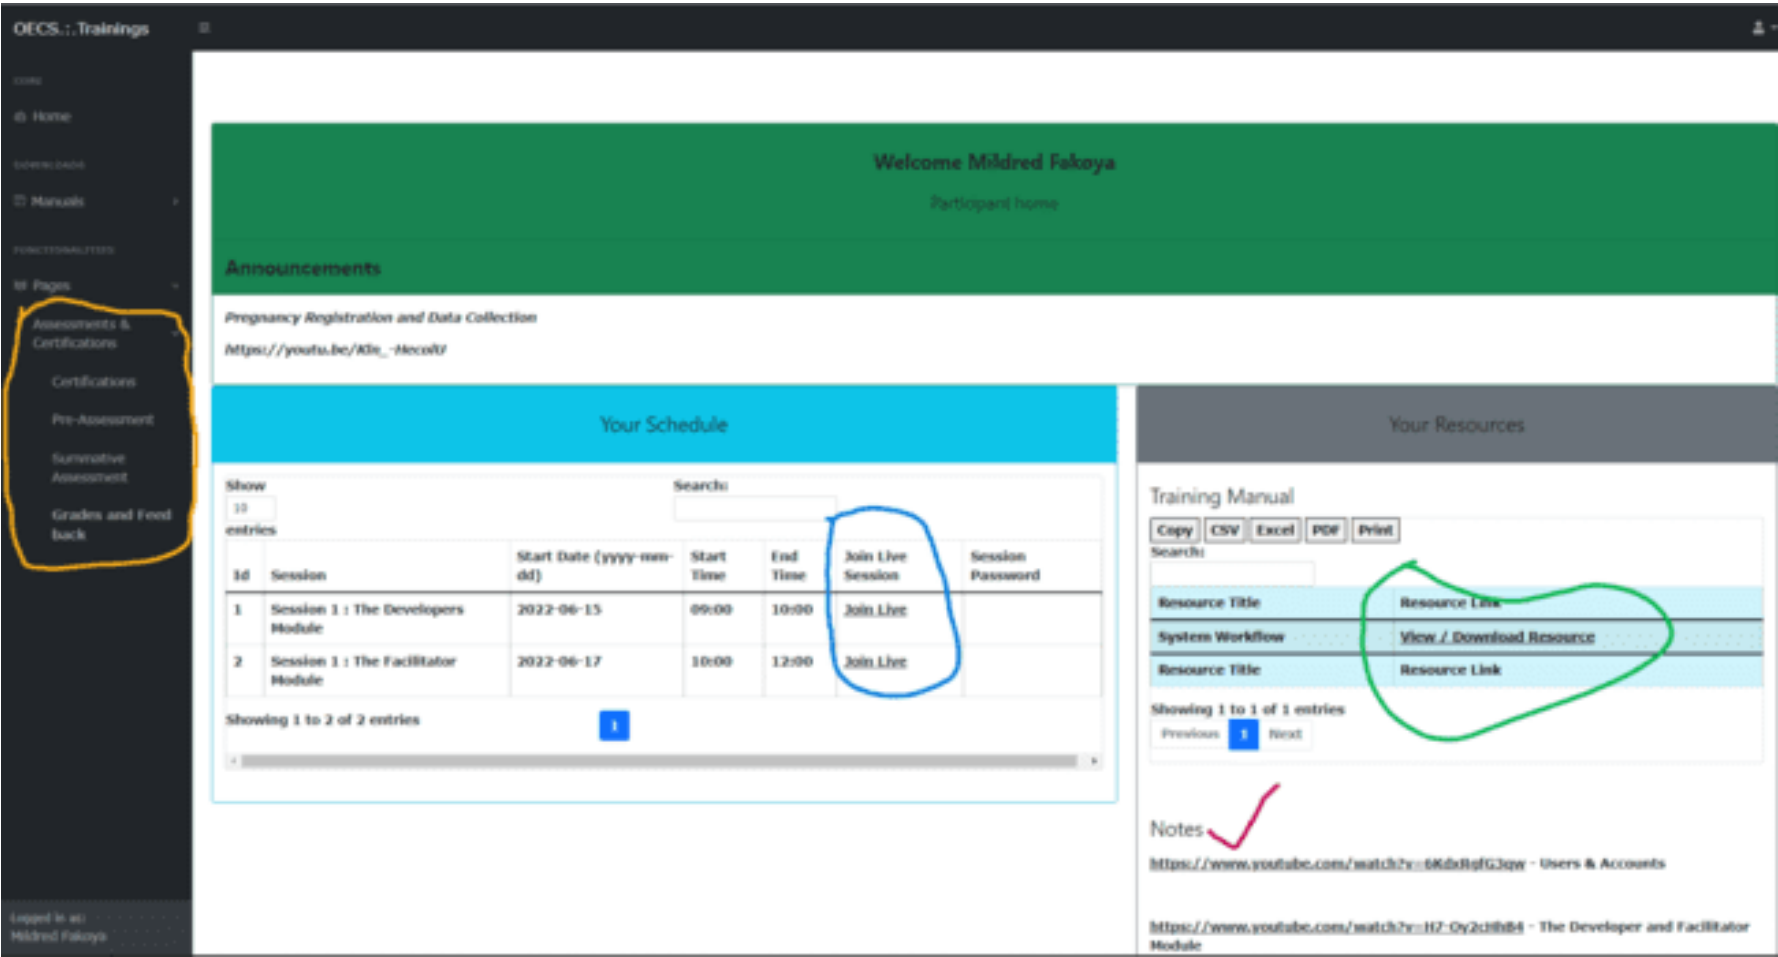 OECS.:.Trainings
CORE
Home
DOWNLOADS
Manuals
FUNCTIONALITIES
Pages
Assessments &
Certifications
Certifications
Pre-Assessment
Summative
Assessment
Grades and Feed
back
Logged in as:
Mildred Fakoya
Welcome Mildred Fakoya
Participant home
Announcements
Pregnancy Registration and Data Collection
Your Schedule
Show
10
entries
Search:
Id Session Start Date (yyyy-mm-dd) Start Time End Time Join Live Session Session Password
1 Session 1 : The Developers Module 2022-06-15 09:00 10:00 Join Live
2 Session 1 : The Facilitator Module 2022-06-17 10:00 12:00 Join Live
Showing 1 to 2 of 2 entries
1
Your Resources
Training Manual
Copy CSV Excel PDF Print
Search:
Resource Title Resource Link
System Workflow View / Download Resource
Resource Title Resource Link
Showing 1 to 1 of 1 entries
Previous 1 Next
Notes
- Users & Accounts
- The Developer and Facilitator
Module